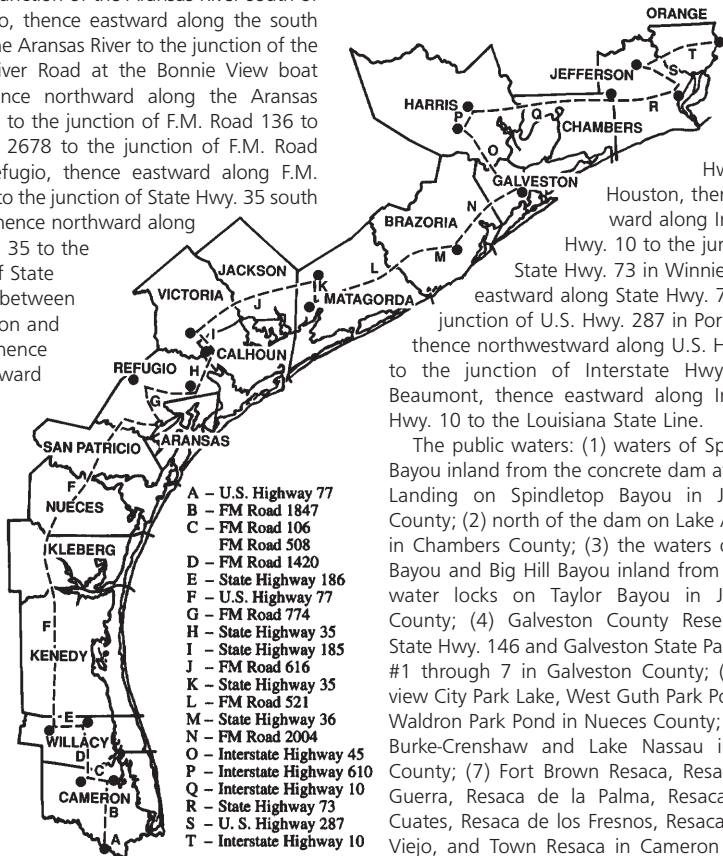 unction of the Aransas River south of
o, thence eastward along the south
ne Aransas River to the junction of the
iver Road at the Bonnie View boat
nce northward along the Aransas
to the junction of F.M. Road 136 to
2678 to the junction of F.M. Road
efugio, thence eastward along F.M.
to the junction of State Hwy. 35 south
hence northward along
35 to the
f State
between
on and
hence
ward
ORANGE
T
JEFFERSON
S
HARRIS
R
P
Q
CHAMBERS
O
GALVESTON
N
BRAZORIA
M
L
JACKSON
K
MATAGORDA
VICTORIA
J
I
CALHOUN
REFUGIO
H
G
ARANSAS
SAN PATRICIO
F
NUECES
KLEBERG
F
KENEDY
E
WILLACY
D
C
CAMERON
B
A
A – U.S. Highway 77
B – FM Road 1847
C – FM Road 106
FM Road 508
D – FM Road 1420
E – State Highway 186
F – U.S. Highway 77
G – FM Road 774
H – State Highway 35
I – State Highway 185
J – FM Road 616
K – State Highway 35
L – FM Road 521
M – State Highway 36
N – FM Road 2004
O – Interstate Highway 45
P – Interstate Highway 610
Q – Interstate Highway 10
R – State Highway 73
S – U. S. Highway 287
T – Interstate Highway 10
Hw
Houston, then
ward along In
Hwy. 10 to the jun
State Hwy. 73 in Winnie
eastward along State Hwy. 7
junction of U.S. Hwy. 287 in Por
thence northwestward along U.S. H
to the junction of Interstate Hwy
Beaumont, thence eastward along In
Hwy. 10 to the Louisiana State Line.
The public waters: (1) waters of Sp
Bayou inland from the concrete dam a
Landing on Spindletop Bayou in J
County; (2) north of the dam on Lake A
in Chambers County; (3) the waters o
Bayou and Big Hill Bayou inland from
water locks on Taylor Bayou in J
County; (4) Galveston County Rese
State Hwy. 146 and Galveston State Pa
#1 through 7 in Galveston County; (
view City Park Lake, West Guth Park Po
Waldron Park Pond in Nueces County;
Burke-Crenshaw and Lake Nassau i
County; (7) Fort Brown Resaca, Resa
Guerra, Resaca de la Palma, Resaca
Cuates, Resaca de los Fresnos, Resaca
Viejo, and Town Resaca in Cameron